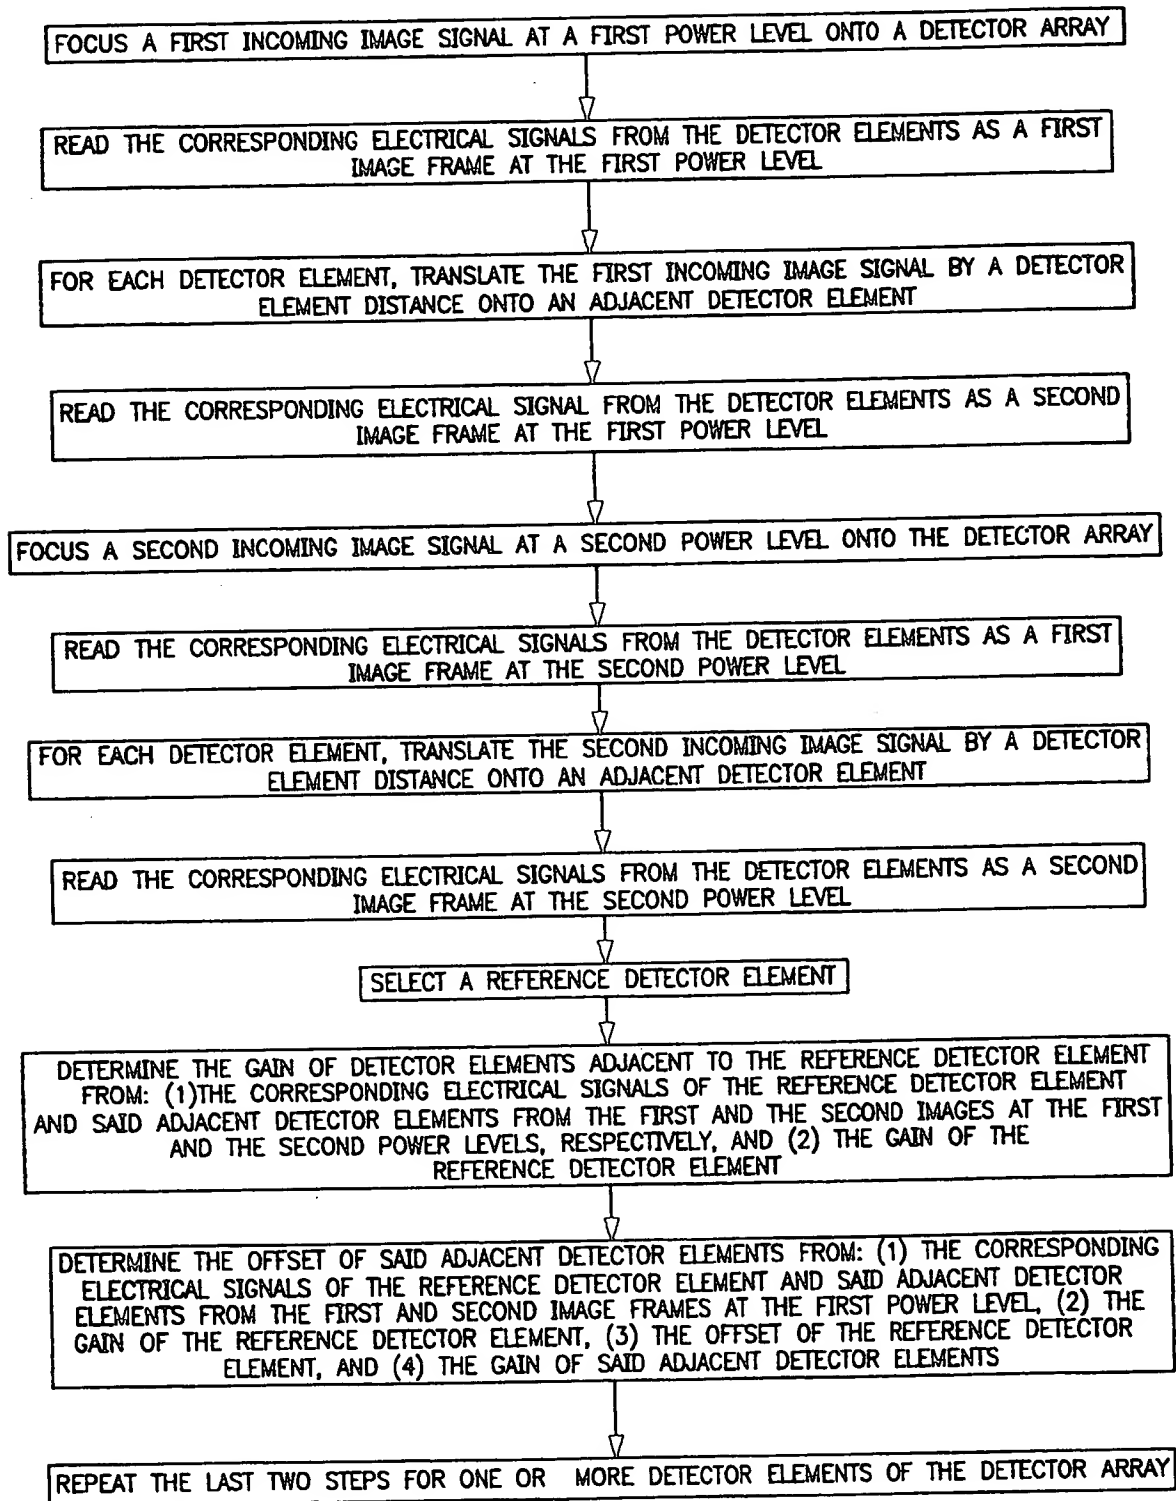 FOCUS A FIRST INCOMING IMAGE SIGNAL AT A FIRST POWER LEVEL ONTO A DETECTOR ARRAY
READ THE CORRESPONDING ELECTRICAL SIGNALS FROM THE DETECTOR ELEMENTS AS A FIRST
IMAGE FRAME AT THE FIRST POWER LEVEL
FOR EACH DETECTOR ELEMENT, TRANSLATE THE FIRST INCOMING IMAGE SIGNAL BY A DETECTOR
ELEMENT DISTANCE ONTO AN ADJACENT DETECTOR ELEMENT
READ THE CORRESPONDING ELECTRICAL SIGNAL FROM THE DETECTOR ELEMENTS AS A SECOND
IMAGE FRAME AT THE FIRST POWER LEVEL
FOCUS A SECOND INCOMING IMAGE SIGNAL AT A SECOND POWER LEVEL ONTO THE DETECTOR ARRAY
READ THE CORRESPONDING ELECTRICAL SIGNALS FROM THE DETECTOR ELEMENTS AS A FIRST
IMAGE FRAME AT THE SECOND POWER LEVEL
FOR EACH DETECTOR ELEMENT, TRANSLATE THE SECOND INCOMING IMAGE SIGNAL BY A DETECTOR
ELEMENT DISTANCE ONTO AN ADJACENT DETECTOR ELEMENT
READ THE CORRESPONDING ELECTRICAL SIGNALS FROM THE DETECTOR ELEMENTS AS A SECOND
IMAGE FRAME AT THE SECOND POWER LEVEL
SELECT A REFERENCE DETECTOR ELEMENT
DETERMINE THE GAIN OF DETECTOR ELEMENTS ADJACENT TO THE REFERENCE DETECTOR ELEMENT
FROM: (1)THE CORRESPONDING ELECTRICAL SIGNALS OF THE REFERENCE DETECTOR ELEMENT
AND SAID ADJACENT DETECTOR ELEMENTS FROM THE FIRST AND THE SECOND IMAGES AT THE FIRST
AND THE SECOND POWER LEVELS, RESPECTIVELY, AND (2) THE GAIN OF THE
REFERENCE DETECTOR ELEMENT
DETERMINE THE OFFSET OF SAID ADJACENT DETECTOR ELEMENTS FROM: (1) THE CORRESPONDING
ELECTRICAL SIGNALS OF THE REFERENCE DETECTOR ELEMENT AND SAID ADJACENT DETECTOR
ELEMENTS FROM THE FIRST AND SECOND IMAGE FRAMES AT THE FIRST POWER LEVEL, (2) THE
GAIN OF THE REFERENCE DETECTOR ELEMENT, (3) THE OFFSET OF THE REFERENCE DETECTOR
ELEMENT, AND (4) THE GAIN OF SAID ADJACENT DETECTOR ELEMENTS
REPEAT THE LAST TWO STEPS FOR ONE OR MORE DETECTOR ELEMENTS OF THE DETECTOR ARRAY